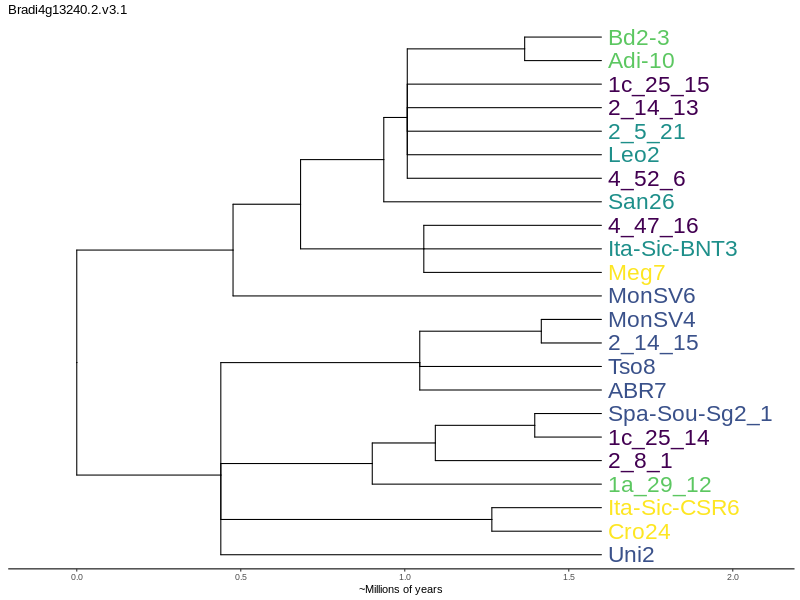 Bradi4g13240.2.v3.1
Bd2-3
Adi-10
1c_25_15
2_14_13
2_5_21
Leo2
4_52_6
San26
4_47_16
Ita-Sic-BNT3
Meg7
MonSV6
MonSV4
2_14_15
Tso8
ABR7
Spa-Sou-Sg2_1
1c_25_14
2_8_1
1a_29_12
Ita-Sic-CSR6
Cro24
Uni2
0.0 0.5 1.0 1.5 2.0
~Millions of years